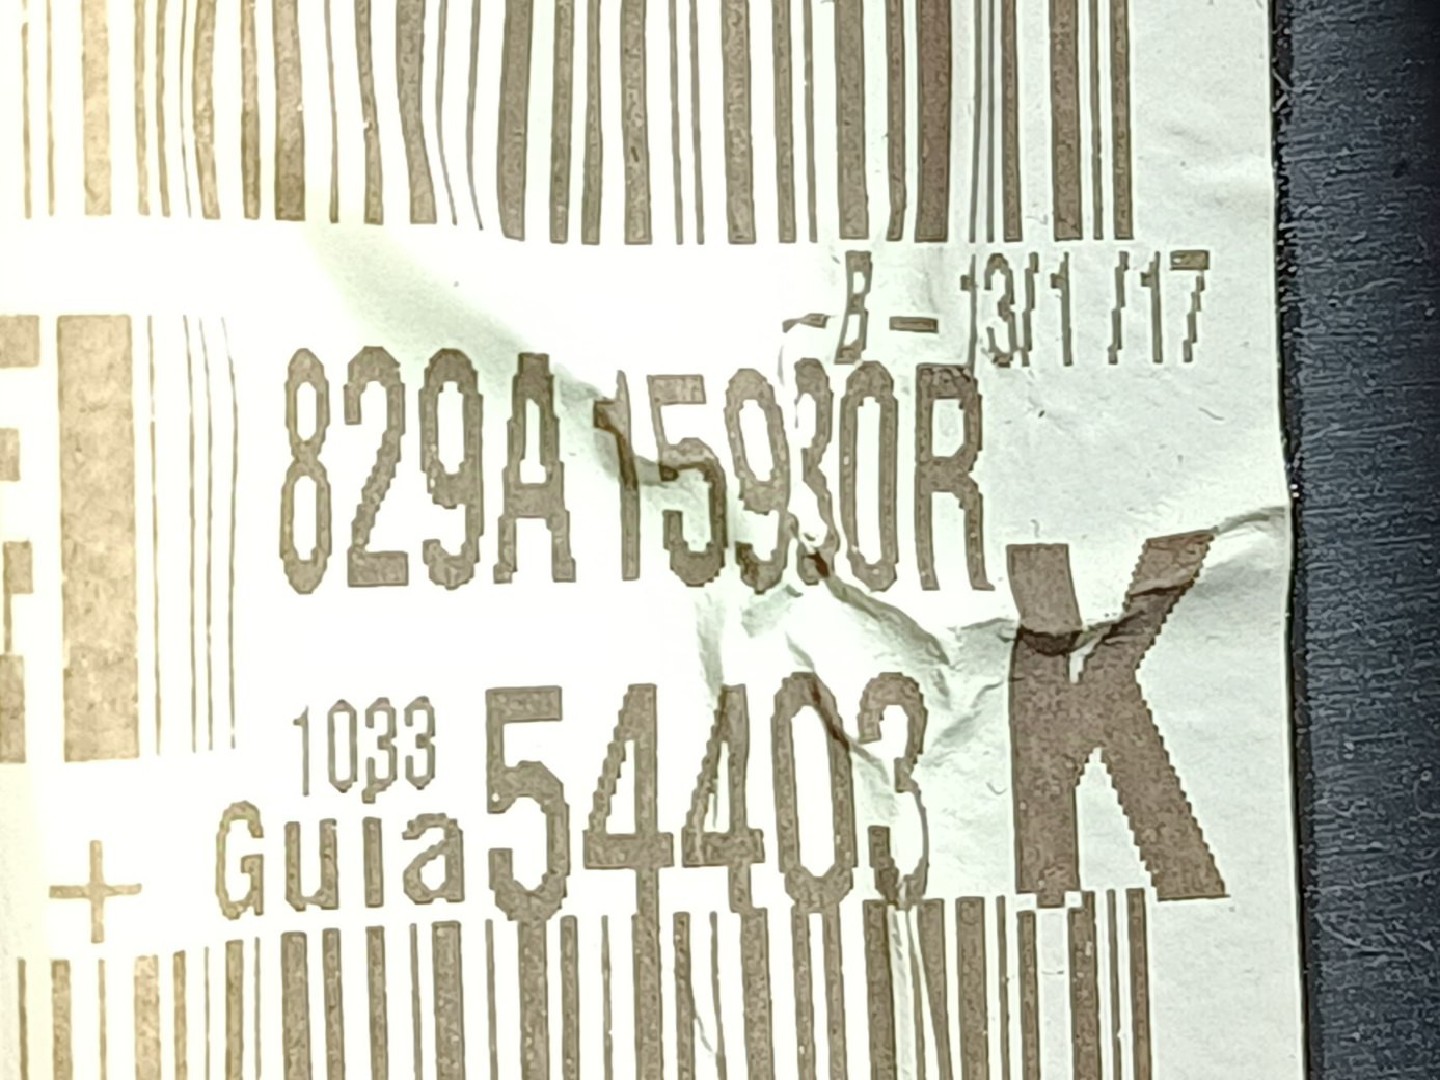 - B - 13/1 /17
829A15930R
K
1033
Guia 54403
+